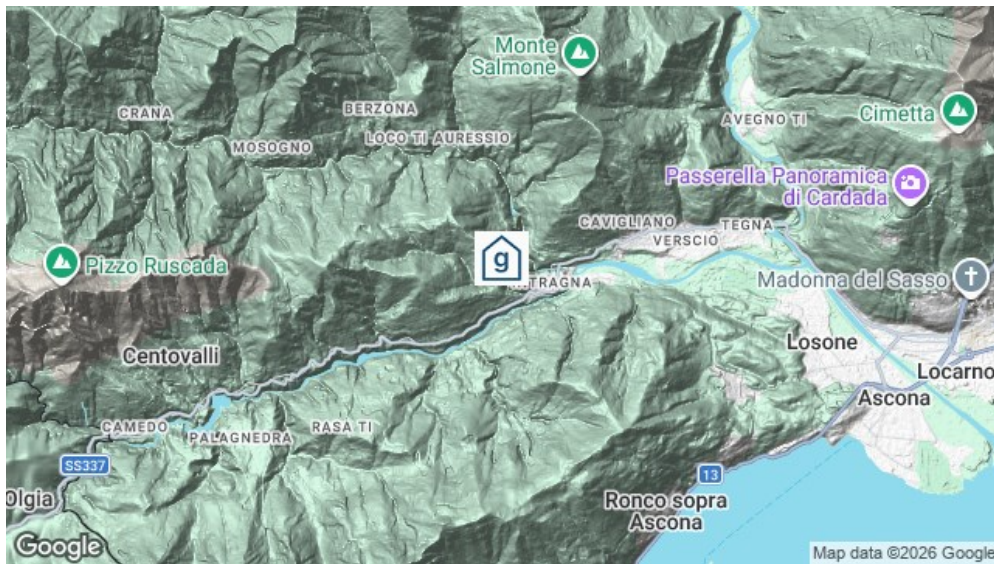 Monte
Salmone
Cimetta
CRANA
BERZONA
AVEGNO TI
MOSOGNO
LOCO TI AURESSIO
Passerella Panoramica
di Cardada
CAVIGLIANO
TEGNA
VERSCIO
g
Pizzo Ruscada
Madonna del Sasso
Centovalli
Losone
Locarno
Ascona
CAMEDO
PALAGNEDRA
RASA TI
SS337
13
Olgia
Ronco sopra
Ascona
Google
Map data ©2026 Google